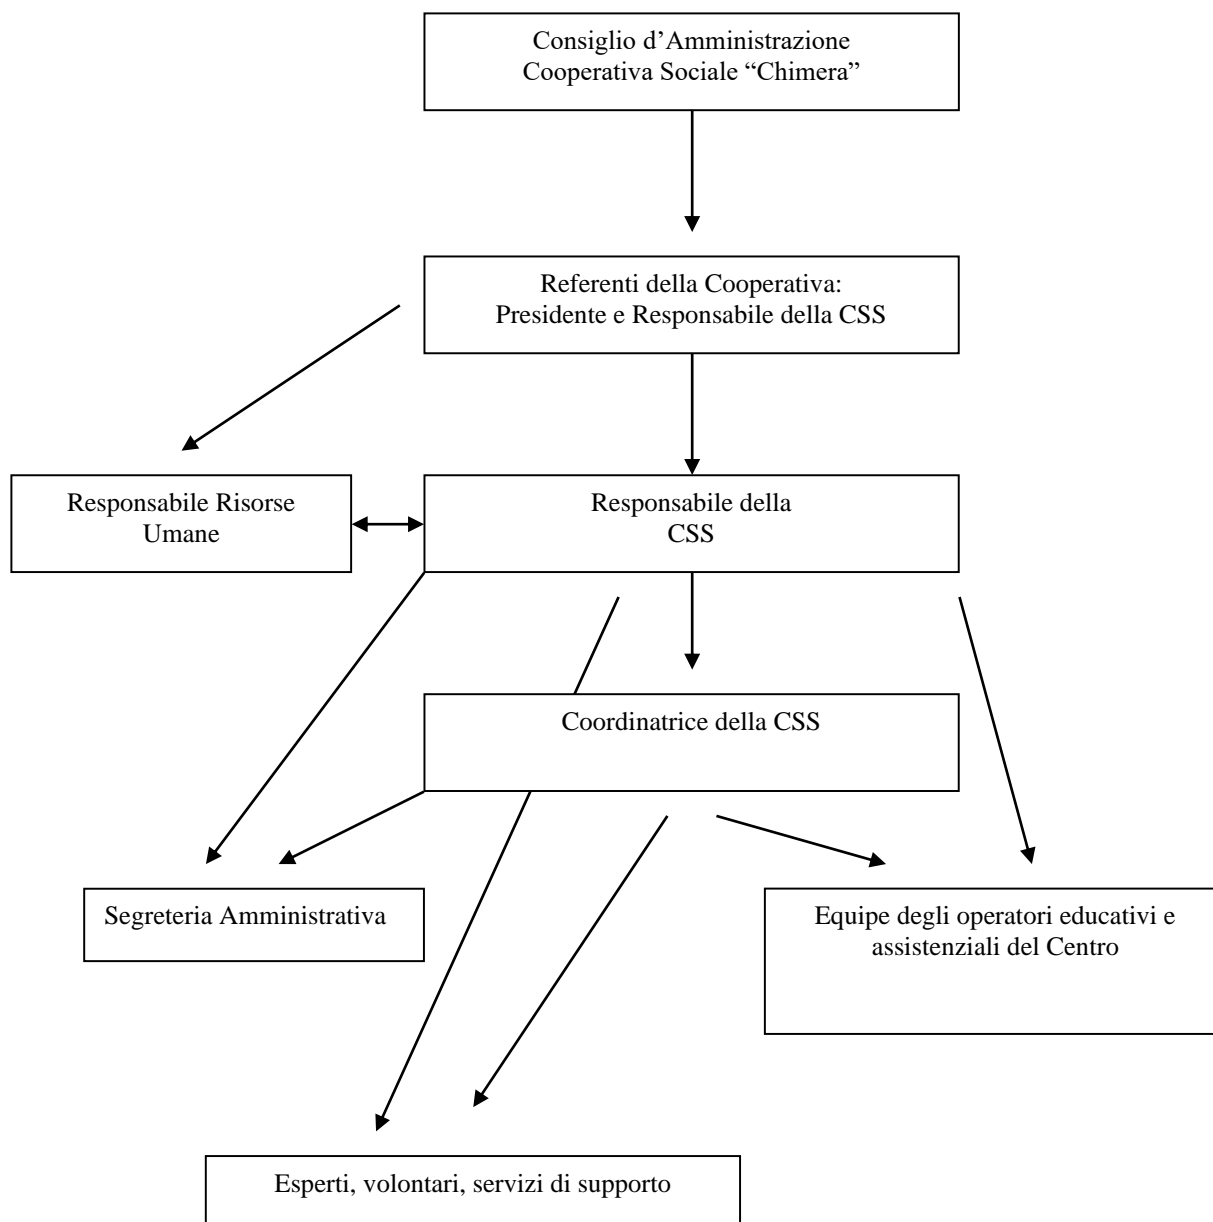 Consiglio d’Amministrazione
Cooperativa Sociale “Chimera”
Referenti della Cooperativa:
Presidente e Responsabile della CSS
Responsabile Risorse
Umane
Responsabile della
CSS
Coordinatrice della CSS
Segreteria Amministrativa
Equipe degli operatori educativi e
assistenziali del Centro
Esperti, volontari, servizi di supporto